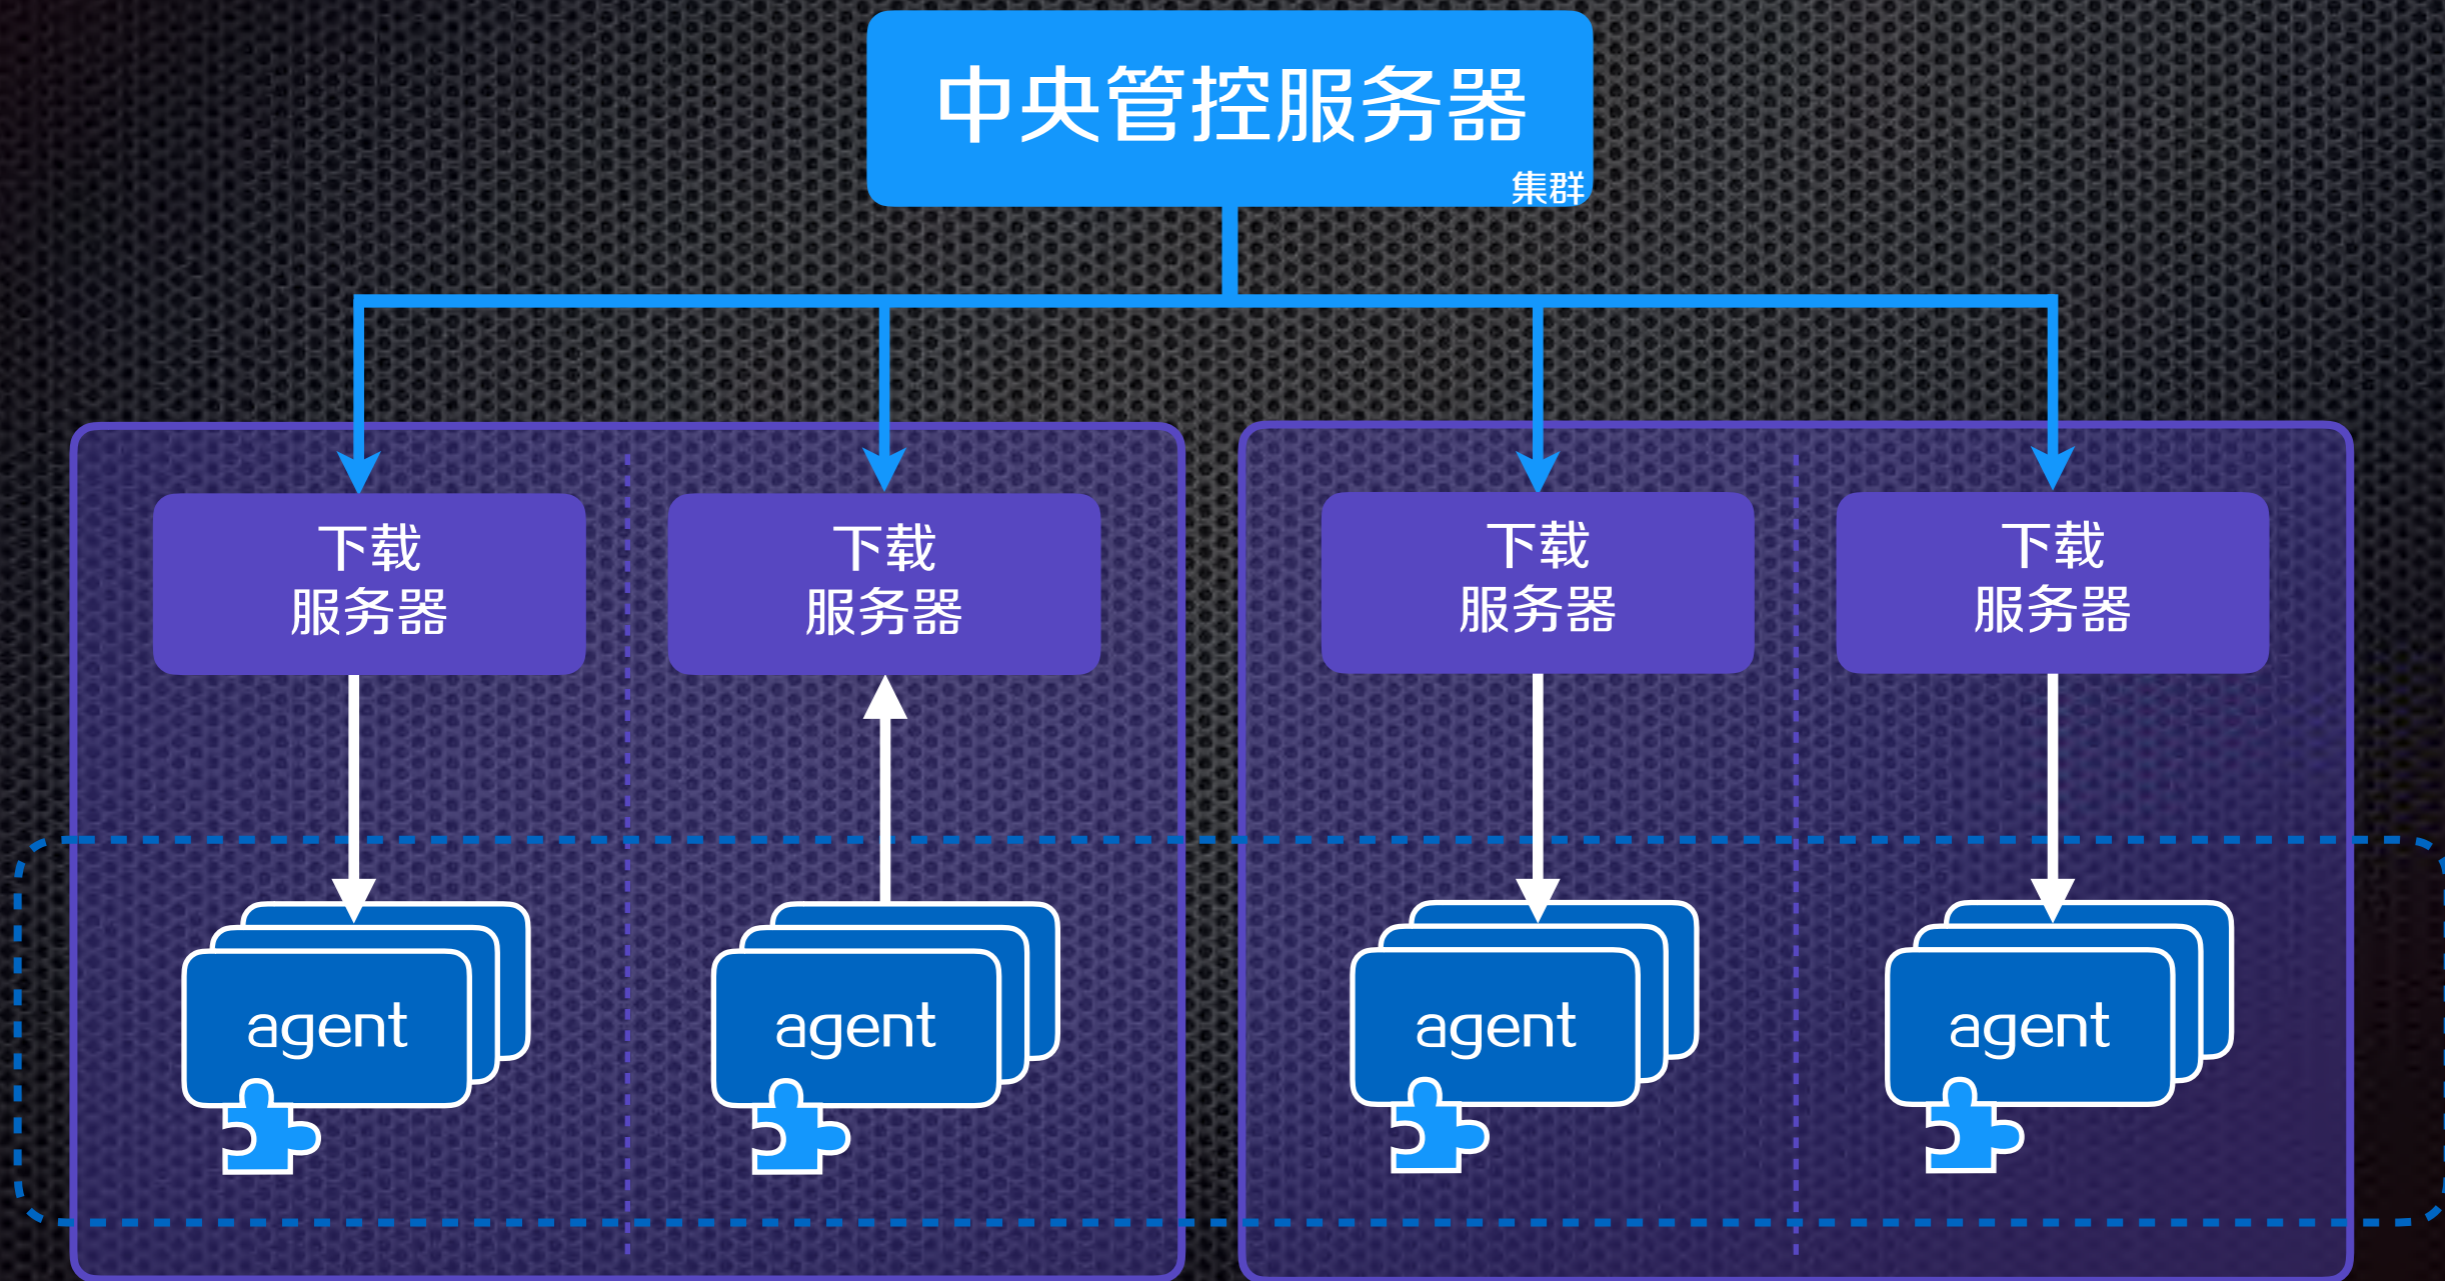 中央管控服务器
集群
下载
服务器
下载
服务器
下载
服务器
下载
服务器
agent
agent
agent
agent